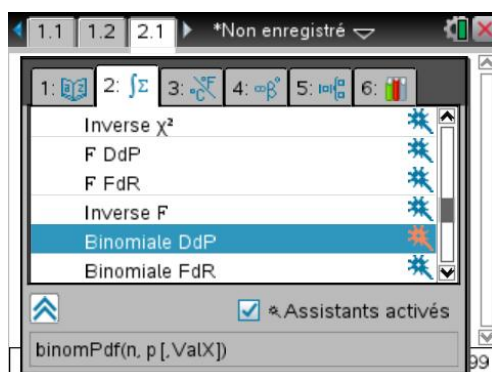 1.1 1.2 2.1 *Non enregistré
1: 2: ∫Σ 3: °C°F 4: ∞β° 5: 6:
Inverse χ²
F DdP
F FdR
Inverse F
Binomiale DdP
Binomiale FdR
Assistants activés
binomPdf(n, p[,ValX])
99